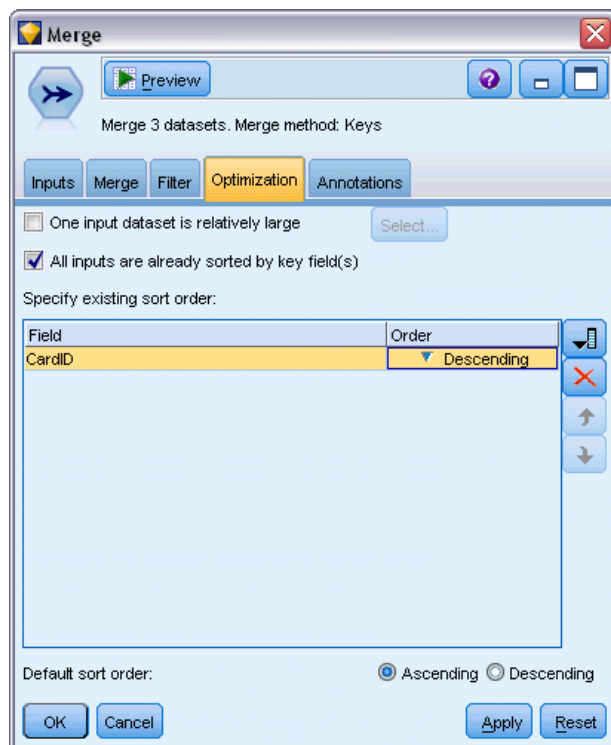 Merge
Preview
Merge 3 datasets. Merge method: Keys
Inputs Merge Filter Optimization Annotations
One input dataset is relatively large Select...
All inputs are already sorted by key field(s)
Specify existing sort order:
Field Order
CardID Descending
Default sort order: Ascending Descending
OK Cancel Apply Reset